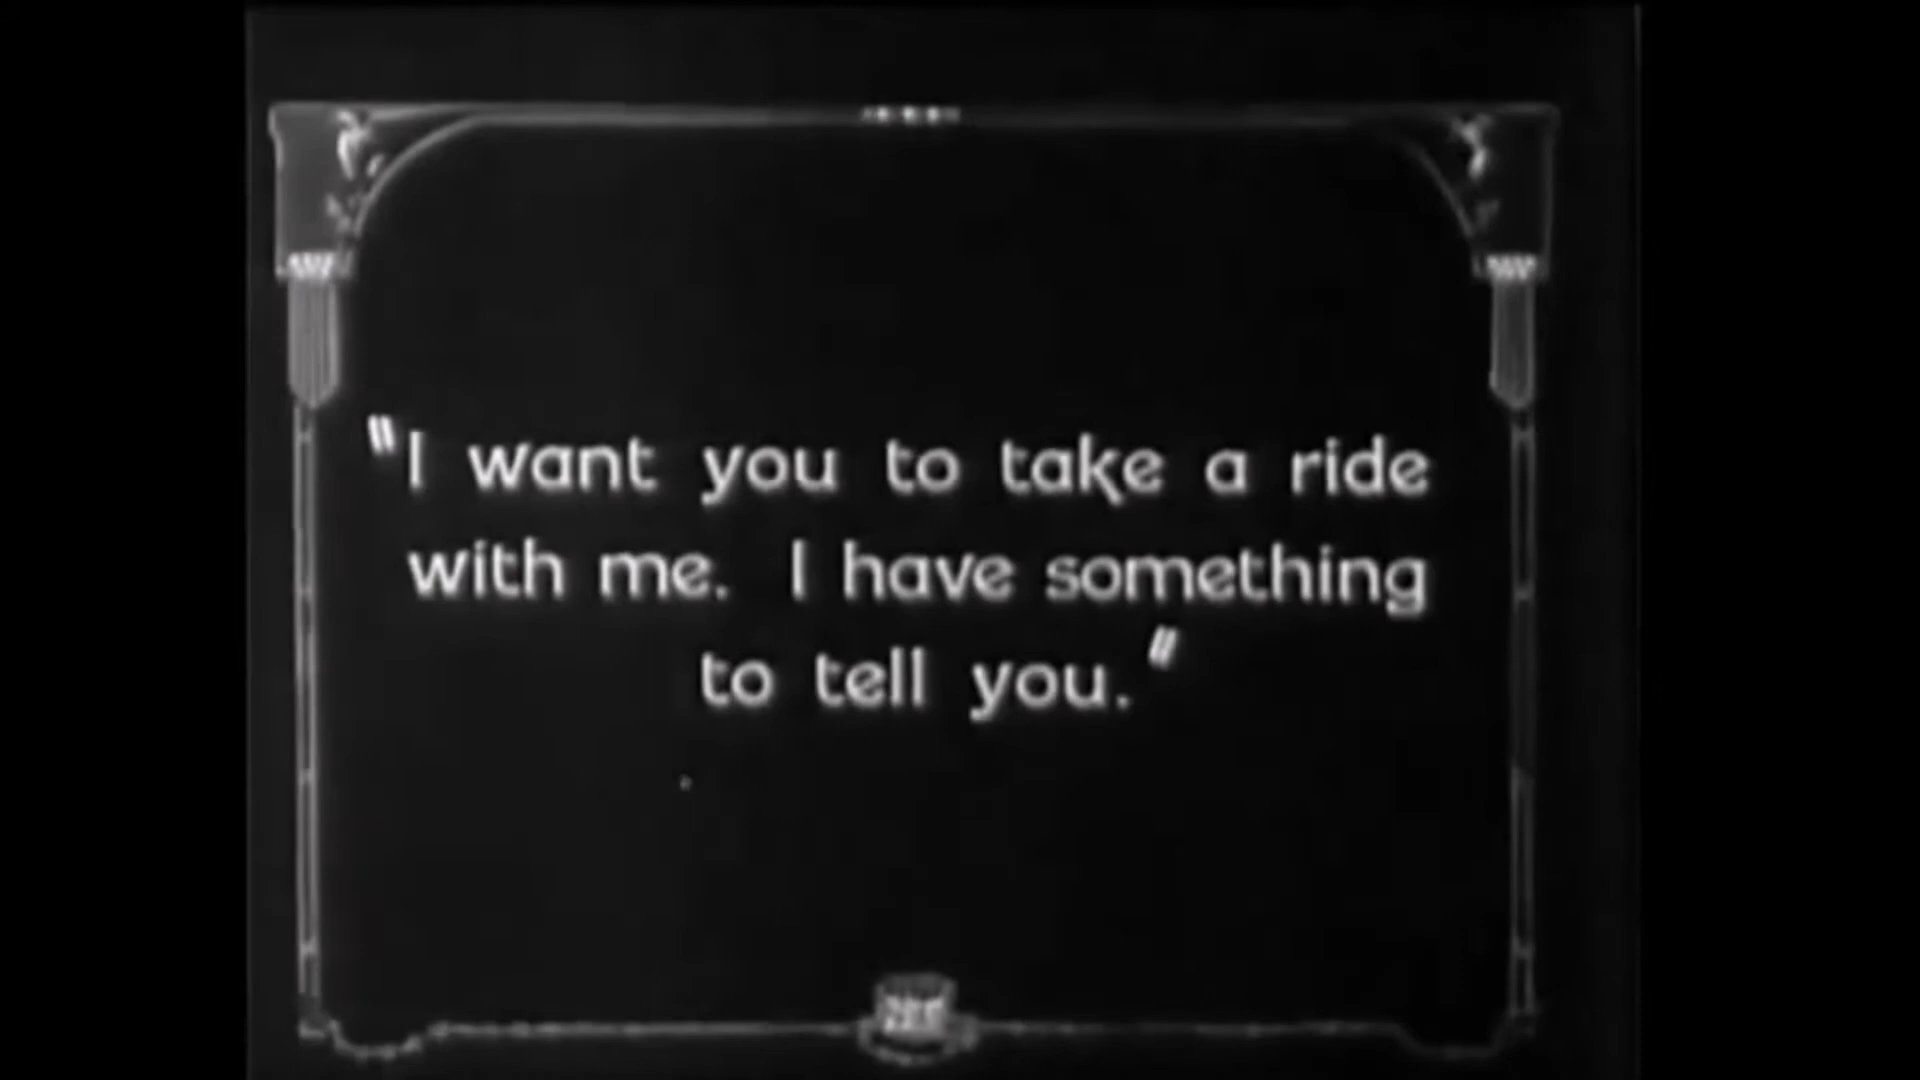 "I want you to take a ride
with me. I have something
to tell you."